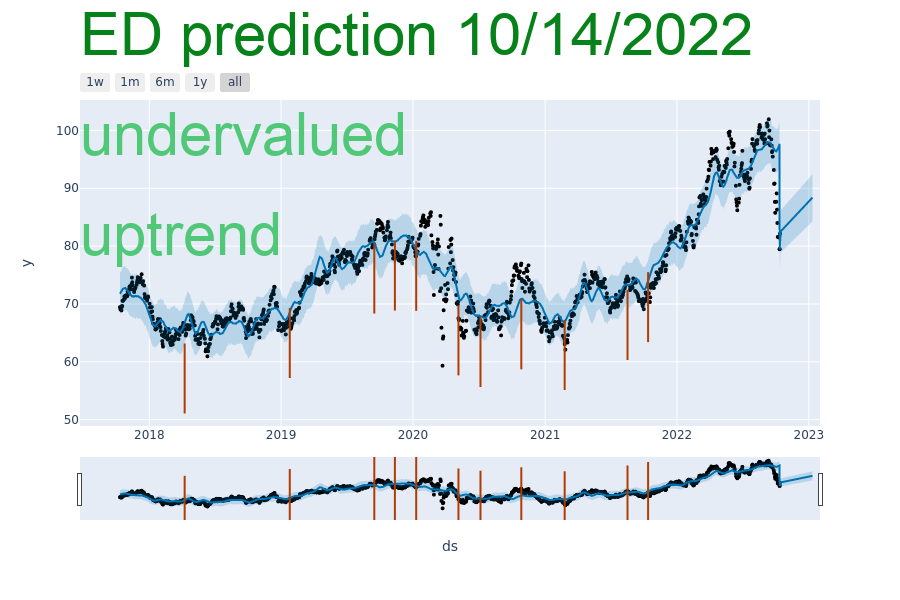 ED prediction 10/14/2022
1w 1m 6m 1y all
undervalued
uptrend
y
100
90
80
70
60
50
2018 2019 2020 2021 2022 2023
ds